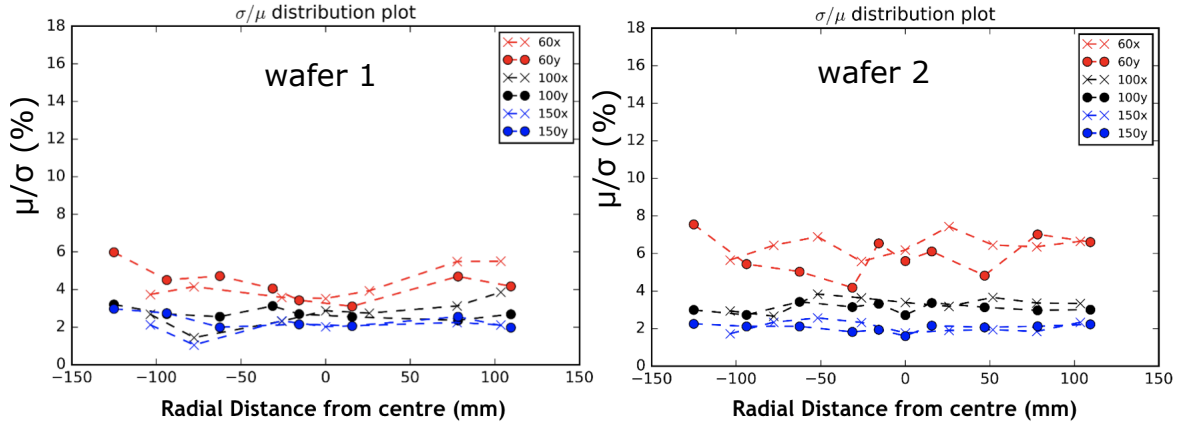 σ/μ distribution plot
wafer 1
60x
60y
100x
100y
150x
150y
μ/σ (%)
18
16
14
12
10
8
6
4
2
0
−150
−100
−50
0
50
100
150
Radial Distance from centre (mm)
σ/μ distribution plot
wafer 2
60x
60y
100x
100y
150x
150y
μ/σ (%)
18
16
14
12
10
8
6
4
2
0
−150
−100
−50
0
50
100
150
Radial Distance from centre (mm)